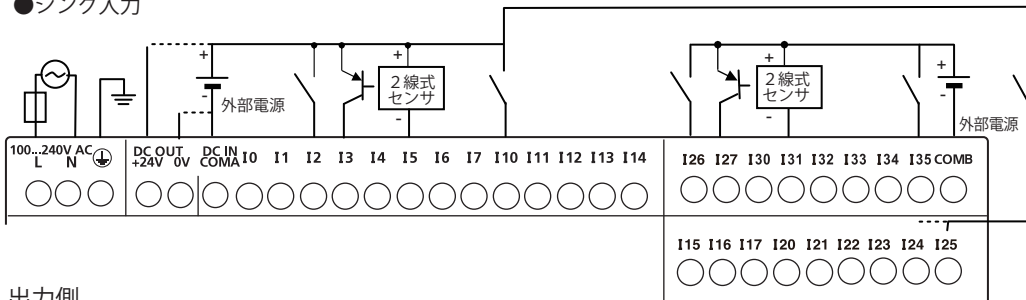 ●シンク入力
+
-
外部電源
+
2線式
センサ
-
+
2線式
センサ
-
+
-
外部電源
100...240V AC
L N
DC OUT
+24V 0V
DC IN
COMA
I0 I1 I2 I3 I4 I5 I6 I7 I10 I11 I12 I13 I14
I26 I27 I30 I31 I32 I33 I34 I35 COMB
I15 I16 I17 I20 I21 I22 I23 I24 I25
出力側